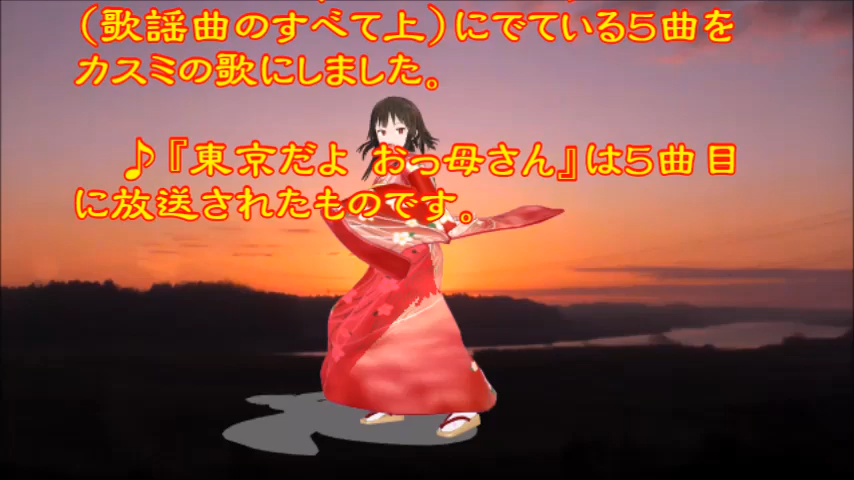 （歌謡曲のすべて上）にでている５曲を
カスミの歌にしました。
♪『東京だよ おっ母さん』は５曲目
に放送されたものです。